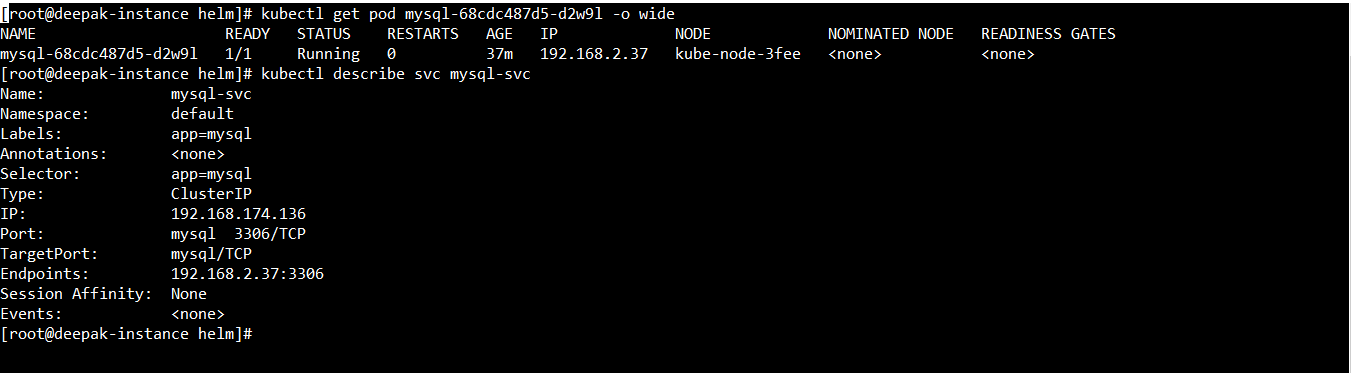 [root@deepak-instance helm]# kubectl get pod mysql-68cdc487d5-d2w9l -o wide
NAME                     READY   STATUS    RESTARTS   AGE   IP             NODE             NOMINATED NODE   READINESS GATES
mysql-68cdc487d5-d2w9l   1/1     Running   0          37m   192.168.2.37   kube-node-3fee   <none>           <none>
[root@deepak-instance helm]# kubectl describe svc mysql-svc
Name:              mysql-svc
Namespace:         default
Labels:            app=mysql
Annotations:       <none>
Selector:          app=mysql
Type:              ClusterIP
IP:                192.168.174.136
Port:              mysql  3306/TCP
TargetPort:        mysql/TCP
Endpoints:         192.168.2.37:3306
Session Affinity:  None
Events:            <none>
[root@deepak-instance helm]#